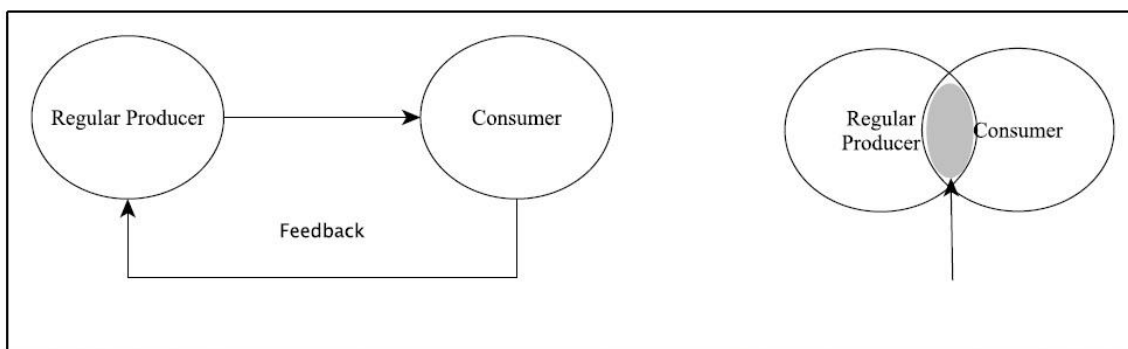 Regular Producer
Consumer
Feedback
Regular
Producer
Consumer